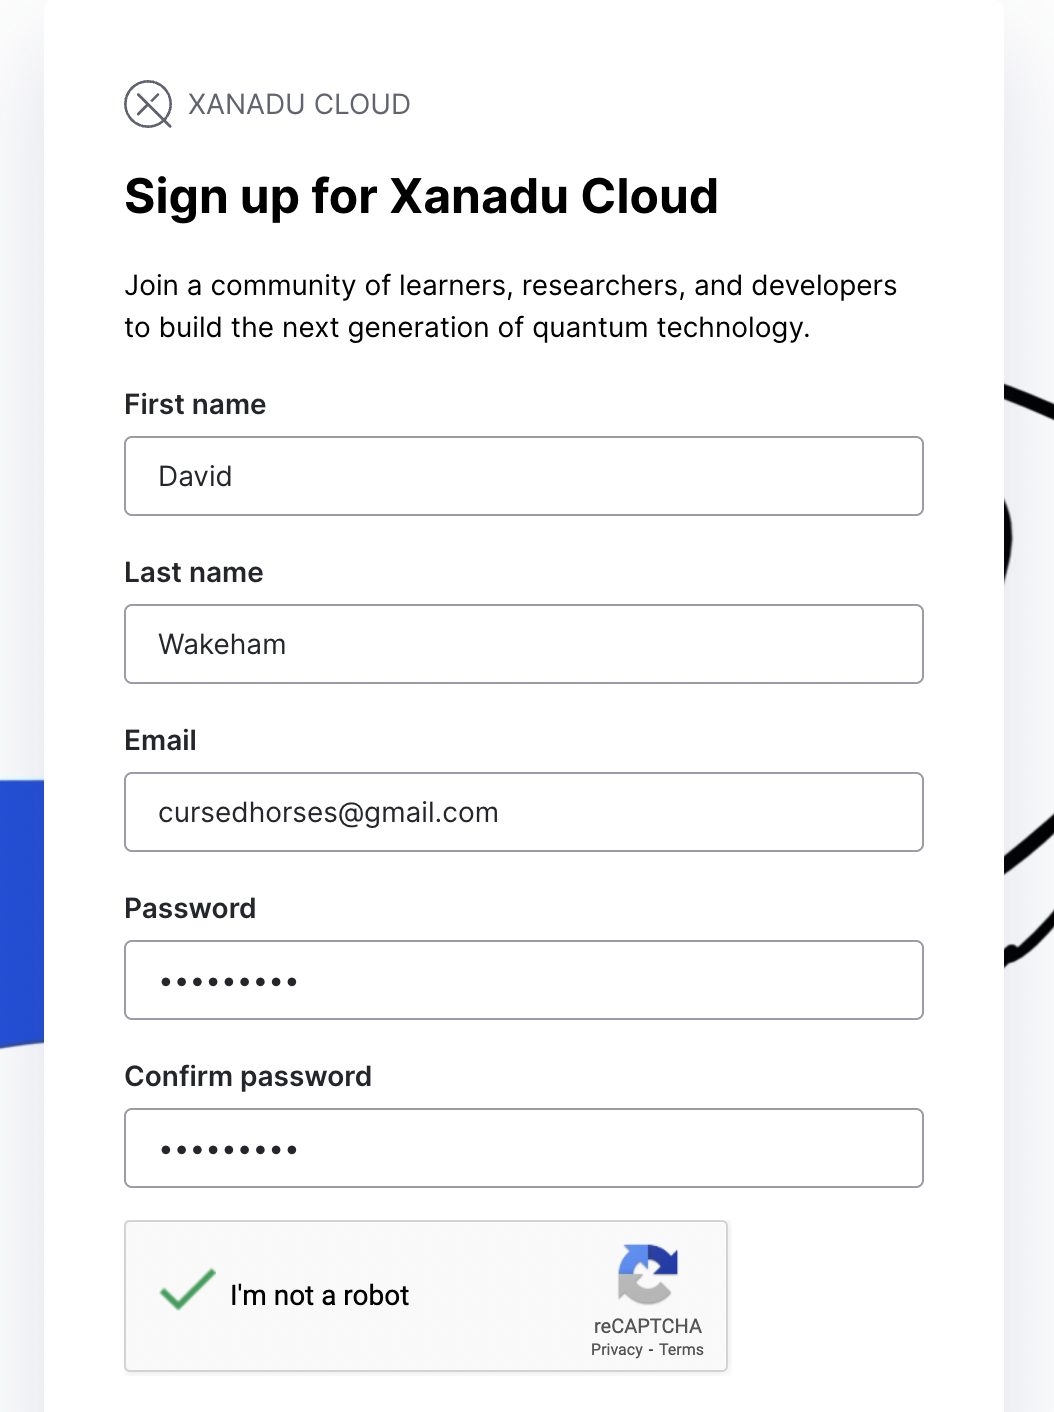 XANADU CLOUD
Sign up for Xanadu Cloud
Join a community of learners, researchers, and developers
to build the next generation of quantum technology.
First name
David
Last name
Wakeham
Email
cursedhorses@gmail.com
Password
•••••••••
Confirm password
•••••••••
I'm not a robot
reCAPTCHA
Privacy - Terms